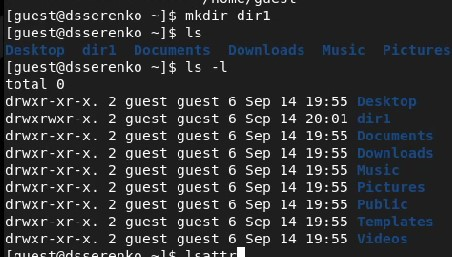 /home/guest
[guest@dsserenko ~]$ mkdir dir1
[guest@dsserenko ~]$ ls
Desktop dir1 Documents Downloads Music Pictures
[guest@dsserenko ~]$ ls -l
total 0
drwxr-xr-x. 2 guest guest 6 Sep 14 19:55 Desktop
drwxrwxr-x. 2 guest guest 6 Sep 14 20:01 dir1
drwxr-xr-x. 2 guest guest 6 Sep 14 19:55 Documents
drwxr-xr-x. 2 guest guest 6 Sep 14 19:55 Downloads
drwxr-xr-x. 2 guest guest 6 Sep 14 19:55 Music
drwxr-xr-x. 2 guest guest 6 Sep 14 19:55 Pictures
drwxr-xr-x. 2 guest guest 6 Sep 14 19:55 Public
drwxr-xr-x. 2 guest guest 6 Sep 14 19:55 Templates
drwxr-xr-x. 2 guest guest 6 Sep 14 19:55 Videos
[guest@dsserenko ~]$ lsattr